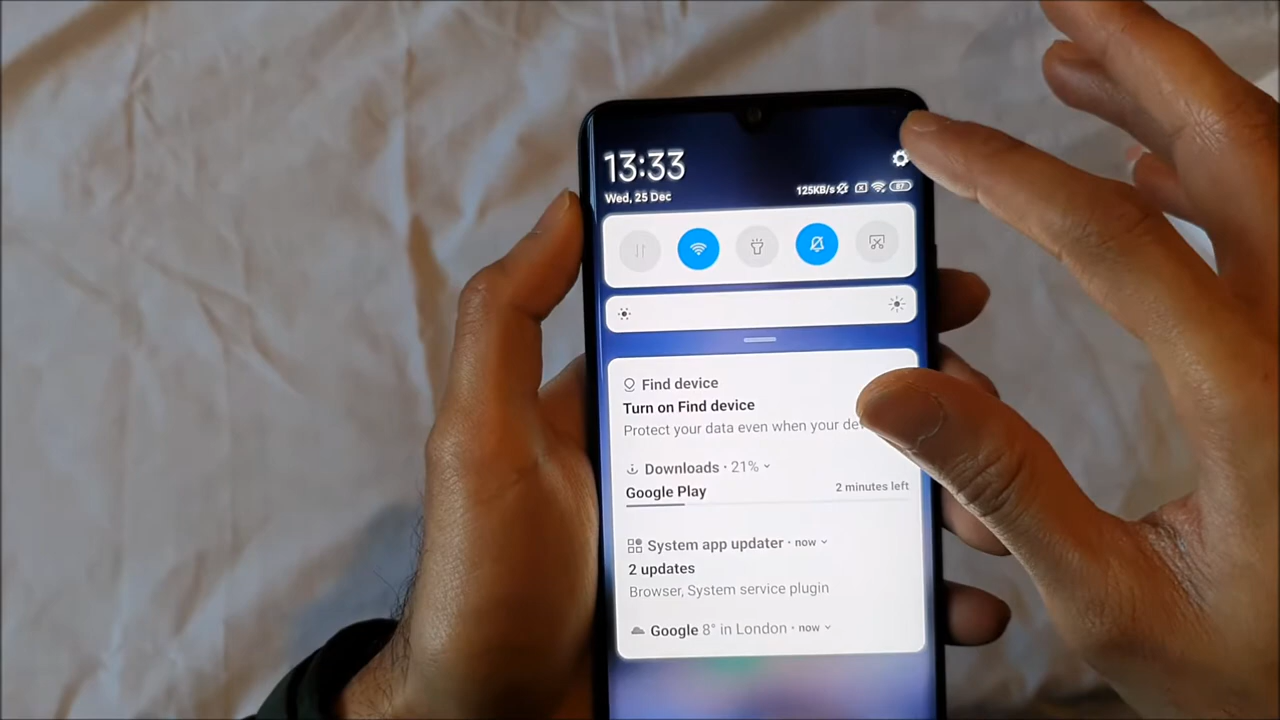 13:33
Wed, 25 Dec
125KB/s 87
Find device
Turn on Find device
Protect your data even when your
Downloads · 21%
Google Play
2 minutes left
System app updater · now
2 updates
Browser, System service plugin
Google 8° in London · now